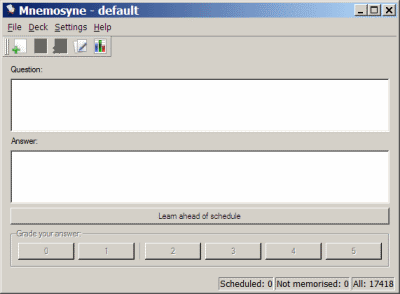 Mnemosyne - default
File Deck Settings Help
Question:
Answer:
Learn ahead of schedule
Grade your answer:
0 1 2 3 4 5
Scheduled: 0 Not memorised: 0 All: 17418